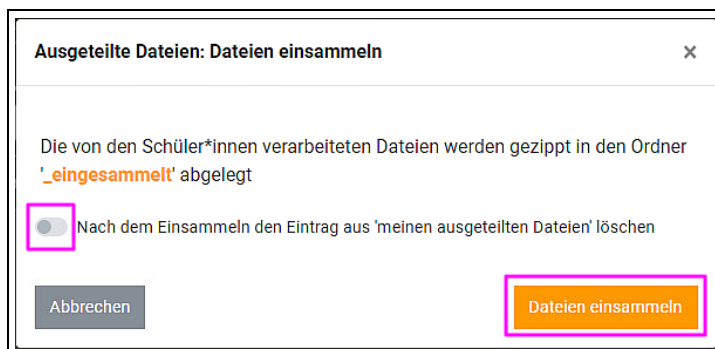 Ausgeteilte Dateien: Dateien einsammeln ×
Die von den Schüler*innen verarbeiteten Dateien werden gezippt in den Ordner
'_eingesammelt' abgelegt
Nach dem Einsammeln den Eintrag aus 'meinen ausgeteilten Dateien' löschen
Abbrechen
Dateien einsammeln